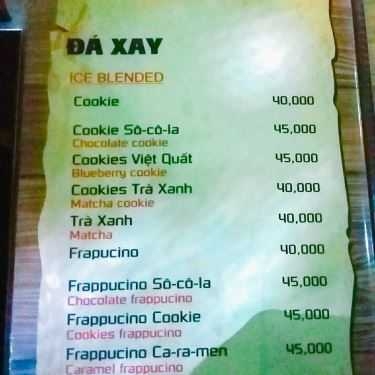 ĐÁ XAY
ICE BLENDED
Cookie 40,000
Cookie Sô-cô-la 45,000
Chocolate cookie
Cookies Việt Quất 45,000
Blueberry cookie
Cookies Trà Xanh 40,000
Matcha cookie
Trà Xanh 40,000
Matcha
Frapucino 40,000
Frappucino Sô-cô-la 45,000
Chocolate frappucino
Frappucino Cookie 45,000
Cookies frappucino
Frappucino Ca-ra-men 45,000
Caramel frappucino